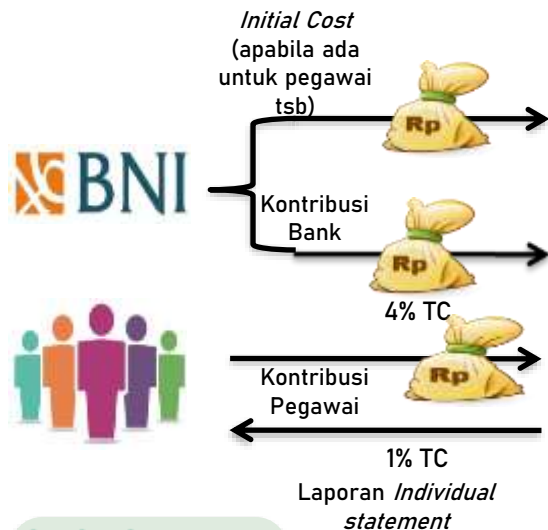 Initial Cost
(apabila ada
untuk pegawai
tsb)
Rp
BNI
Kontribusi
Bank
Rp
4% TC
Rp
Kontribusi
Pegawai
1% TC
Laporan Individual
statement